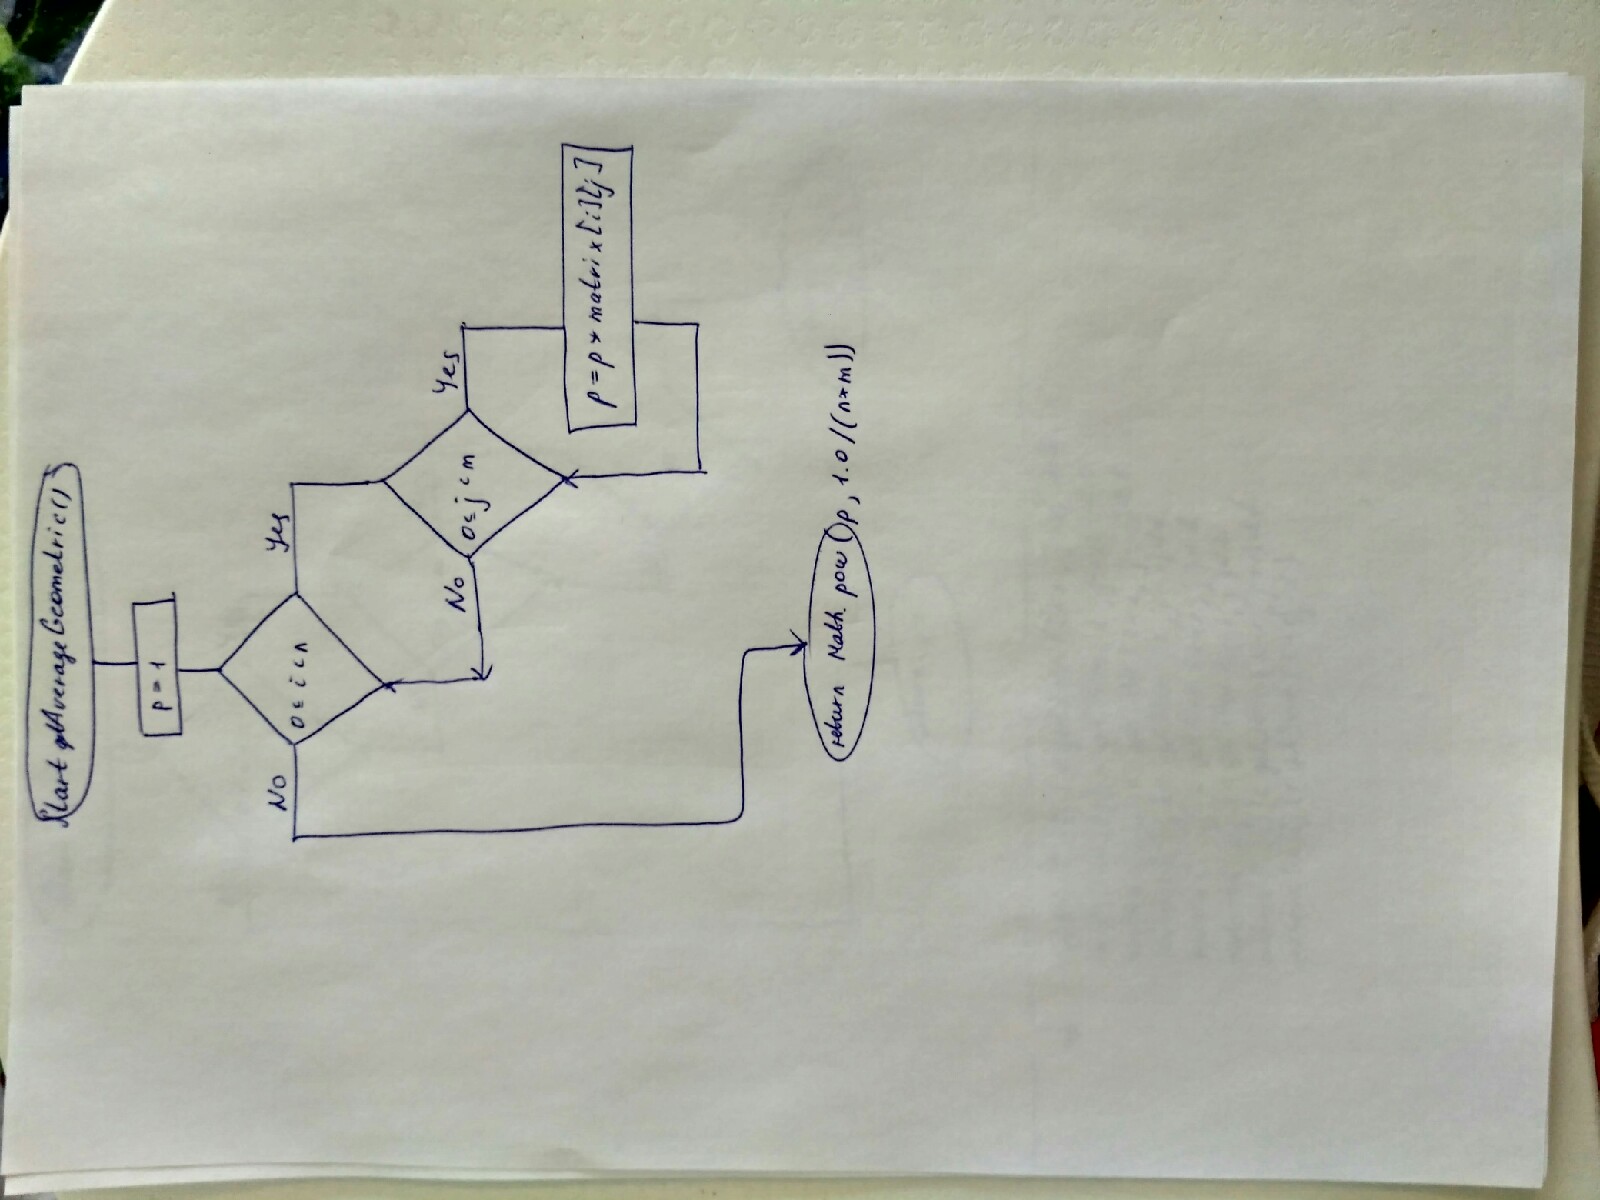 Start getAverageGeometric()
p = 1
0 ≤ i < n
Yes
No
0 ≤ j < m
Yes
No
p = p * matrix[i][j]
return Math.pow(p, 1.0/(n*m))